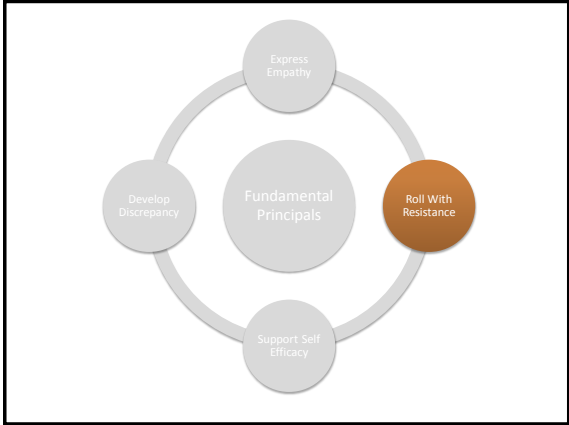 Express
Empathy
Develop
Discrepancy
Fundamental
Principals
Roll With
Resistance
Support Self
Efficacy